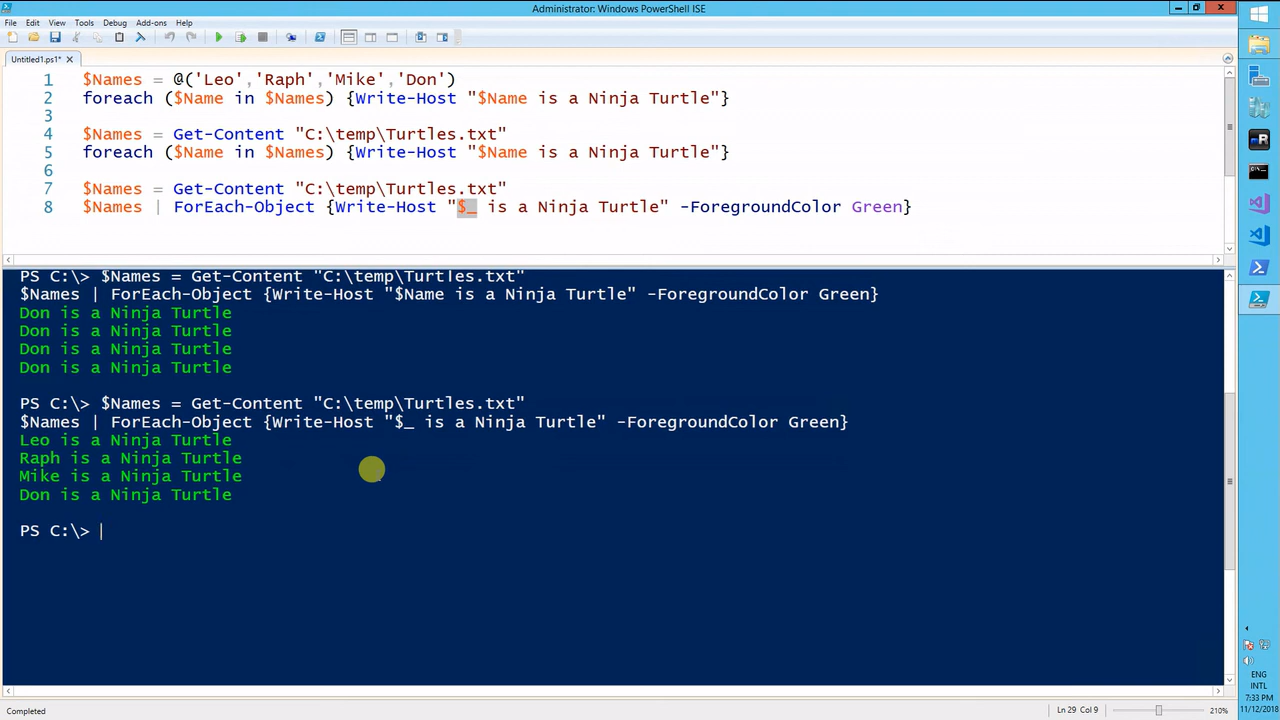 Administrator: Windows PowerShell ISE
File Edit View Tools Debug Add-ons Help
Untitled1.ps1* X
1 $Names = @('Leo','Raph','Mike','Don')
2 foreach ($Name in $Names) {Write-Host "$Name is a Ninja Turtle"}
3
4 $Names = Get-Content "C:\temp\Turtles.txt"
5 foreach ($Name in $Names) {Write-Host "$Name is a Ninja Turtle"}
6
7 $Names = Get-Content "C:\temp\Turtles.txt"
8 $Names | ForEach-Object {Write-Host "$_ is a Ninja Turtle" -ForegroundColor Green}
PS C:\> $Names = Get-Content "C:\temp\Turtles.txt"
$Names | ForEach-Object {Write-Host "$Name is a Ninja Turtle" -ForegroundColor Green}
Don is a Ninja Turtle
Don is a Ninja Turtle
Don is a Ninja Turtle
Don is a Ninja Turtle
PS C:\> $Names = Get-Content "C:\temp\Turtles.txt"
$Names | ForEach-Object {Write-Host "$_ is a Ninja Turtle" -ForegroundColor Green}
Leo is a Ninja Turtle
Raph is a Ninja Turtle
Mike is a Ninja Turtle
Don is a Ninja Turtle
PS C:\>
Completed
Ln 29 Col 9
210%
ENG
INTL
7:33 PM
11/12/2018